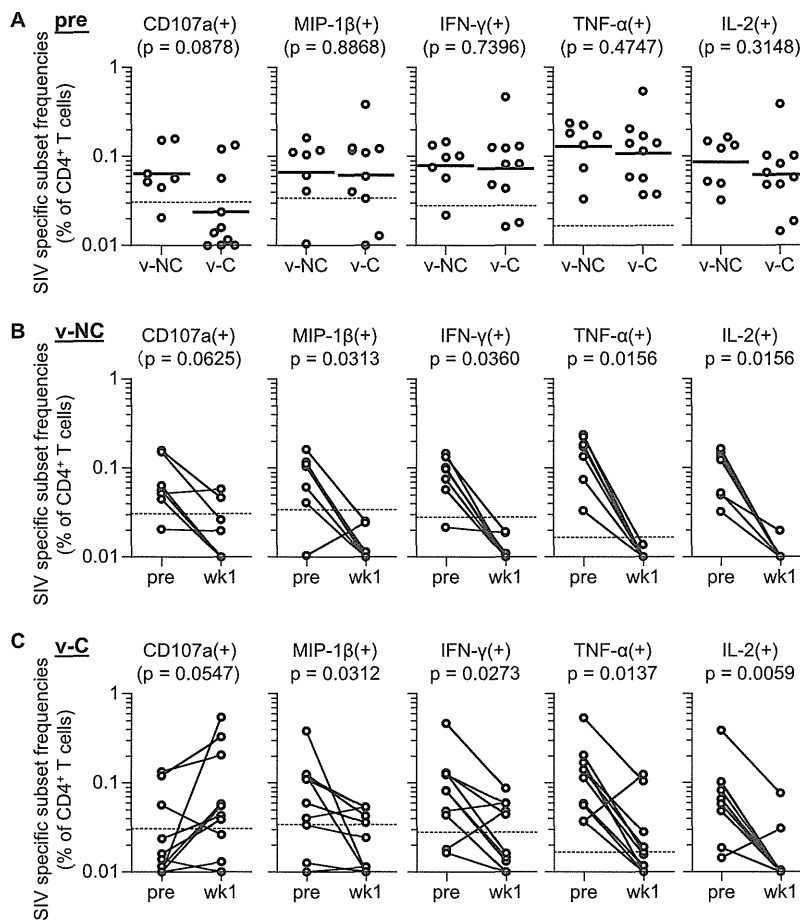 A pre
CD107a(+) MIP-1β(+) IFN-γ(+) TNF-α(+) IL-2(+)
(p = 0.0878) (p = 0.8868) (p = 0.7396) (p = 0.4747) (p = 0.3148)
SIV specific subset frequencies
(% of CD4⁺ T cells)
1
0.1
0.01
v-NC v-C v-NC v-C v-NC v-C v-NC v-C v-NC v-C
B v-NC
CD107a(+) MIP-1β(+) IFN-γ(+) TNF-α(+) IL-2(+)
(p = 0.0625) p = 0.0313 p = 0.0360 p = 0.0156 p = 0.0156
SIV specific subset frequencies
(% of CD4⁺ T cells)
1
0.1
0.01
pre wk1 pre wk1 pre wk1 pre wk1 pre wk1
C v-C
CD107a(+) MIP-1β(+) IFN-γ(+) TNF-α(+) IL-2(+)
(p = 0.0547) p = 0.0312 p = 0.0273 p = 0.0137 p = 0.0059
SIV specific subset frequencies
(% of CD4⁺ T cells)
1
0.1
0.01
pre wk1 pre wk1 pre wk1 pre wk1 pre wk1